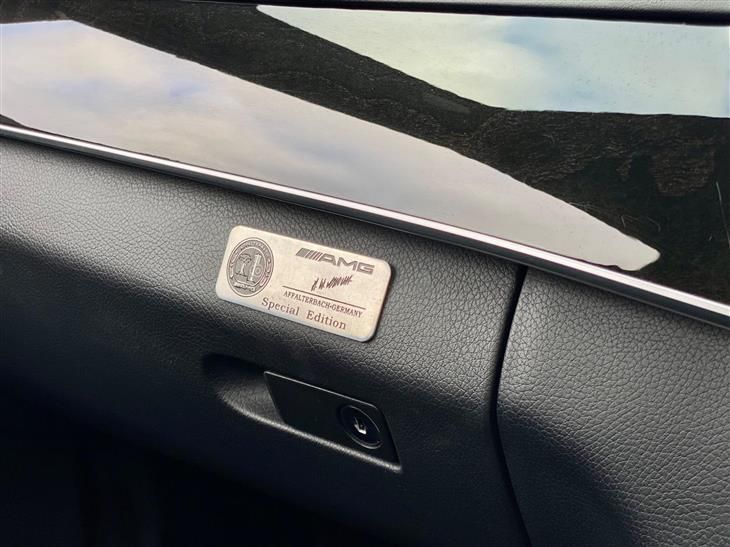 AMG
AFFALTERBACH-GERMANY
Special Edition